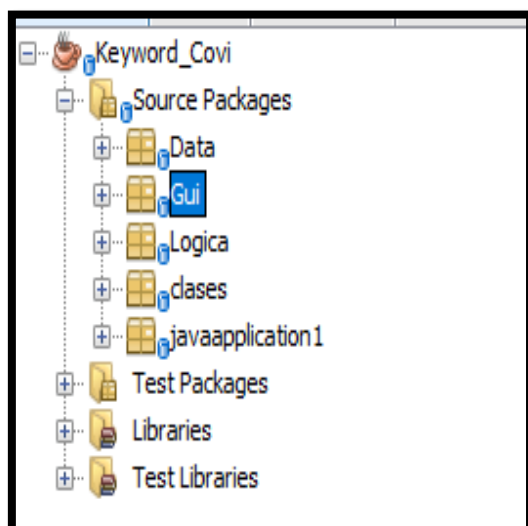 Keyword_Covi
Source Packages
Data
Gui
Logica
clases
javaapplication1
Test Packages
Libraries
Test Libraries